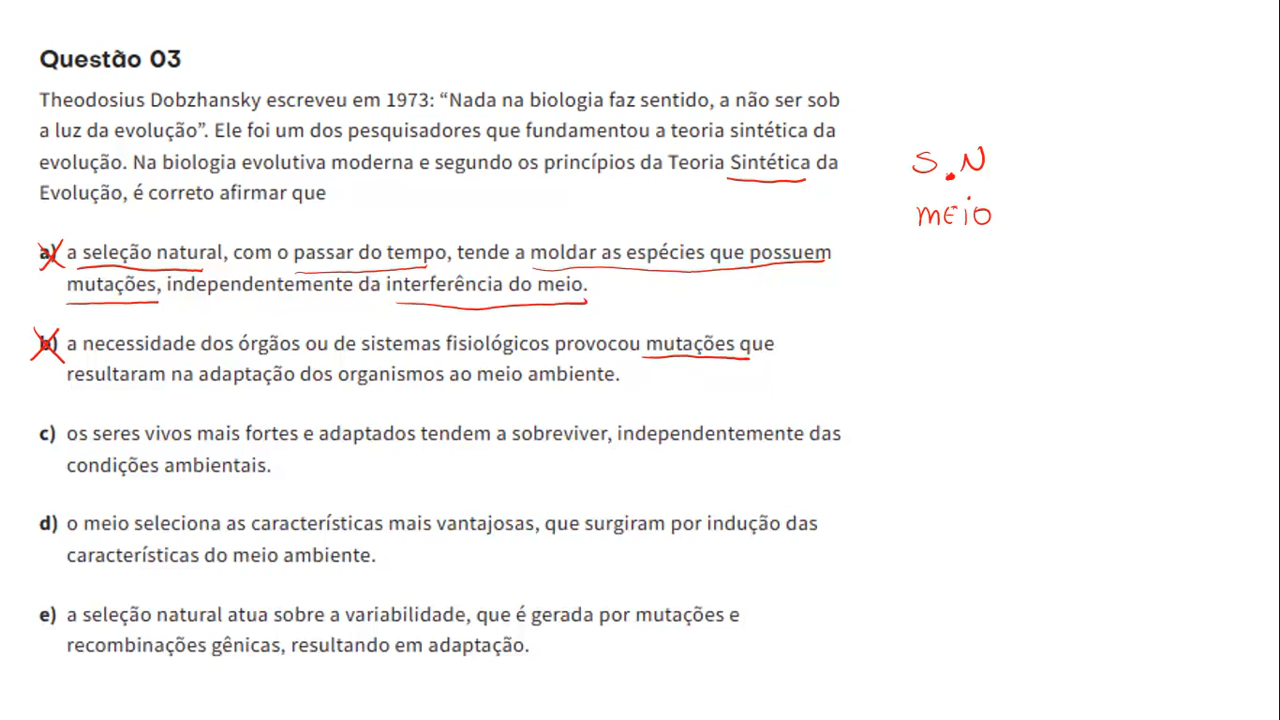 Questão 03
Theodosius Dobzhansky escreveu em 1973: “Nada na biologia faz sentido, a não ser sob
a luz da evolução”. Ele foi um dos pesquisadores que fundamentou a teoria sintética da
evolução. Na biologia evolutiva moderna e segundo os princípios da Teoria Sintética da
Evolução, é correto afirmar que
S.N
MEIO
a) a seleção natural, com o passar do tempo, tende a moldar as espécies que possuem
mutações, independentemente da interferência do meio.
b) a necessidade dos órgãos ou de sistemas fisiológicos provocou mutações que
resultaram na adaptação dos organismos ao meio ambiente.
c) os seres vivos mais fortes e adaptados tendem a sobreviver, independentemente das
condições ambientais.
d) o meio seleciona as características mais vantajosas, que surgiram por indução das
características do meio ambiente.
e) a seleção natural atua sobre a variabilidade, que é gerada por mutações e
recombinações gênicas, resultando em adaptação.